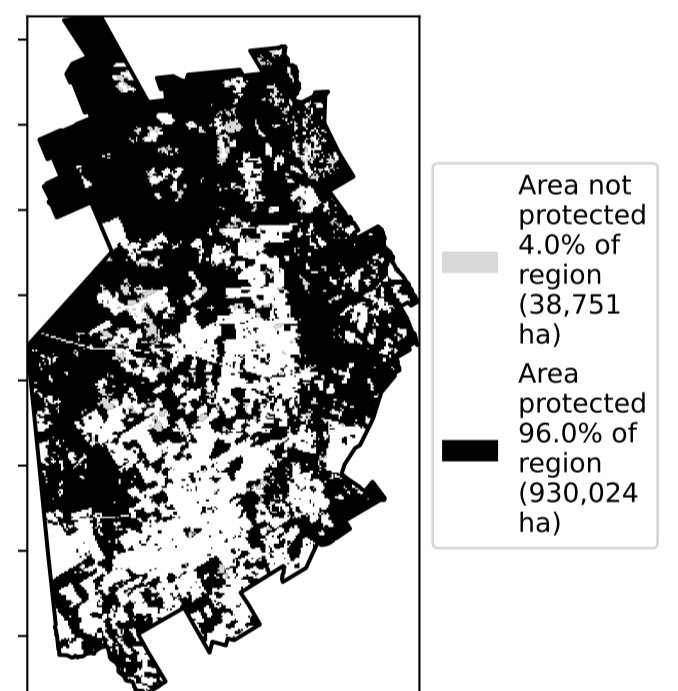 Area not
protected
4.0% of
region
(38,751
ha)
Area
protected
96.0% of
region
(930,024
ha)